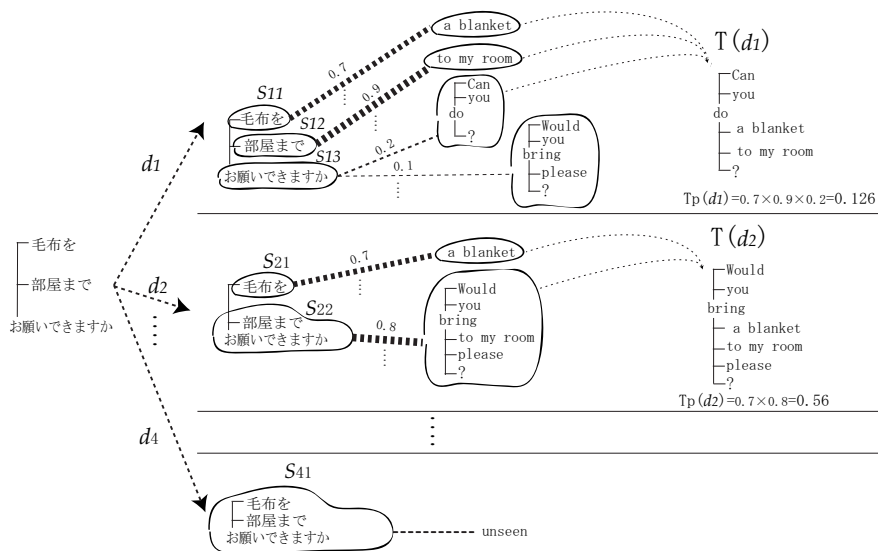 毛布を
部屋まで
お願いできますか
d1
d2
⋮
d4
S11
毛布を
S12
部屋まで
S13
お願いできますか
0.7
⋮
0.9
⋮
0.2
0.1
⋮
a blanket
to my room
Can
you
do
?
Would
you
bring
please
?
T(d1)
Can
you
do
a blanket
to my room
?
Tp(d1)=0.7×0.9×0.2=0.126
S21
毛布を
S22
部屋まで
お願いできますか
0.7
⋮
0.8
⋮
a blanket
Would
you
bring
to my room
please
?
T(d2)
Would
you
bring
a blanket
to my room
please
?
Tp(d2)=0.7×0.8=0.56
⋮
S41
毛布を
部屋まで
お願いできますか
unseen